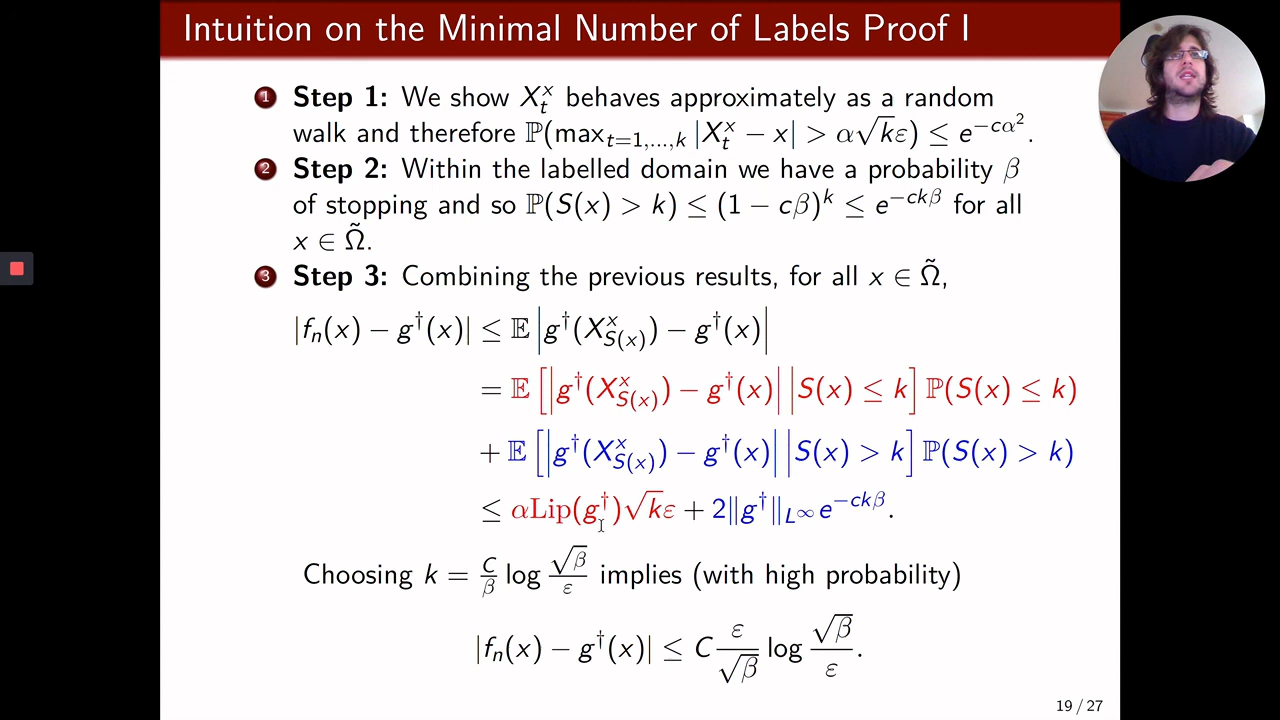 Intuition on the Minimal Number of Labels Proof I
1 Step 1: We show X_t^x behaves approximately as a random
walk and therefore ℙ(max_{t=1,...,k} |X_t^x − x| > α√kε) ≤ e^{−cα²}.
2 Step 2: Within the labelled domain we have a probability β
of stopping and so ℙ(S(x) > k) ≤ (1 − cβ)^k ≤ e^{−ckβ} for all
x ∈ Ω̃.
3 Step 3: Combining the previous results, for all x ∈ Ω̃,
|f_n(x) − g†(x)| ≤ 𝔼 |g†(X^x_{S(x)}) − g†(x)|
= 𝔼 [|g†(X^x_{S(x)}) − g†(x)| |S(x) ≤ k] ℙ(S(x) ≤ k)
+ 𝔼 [|g†(X^x_{S(x)}) − g†(x)| |S(x) > k] ℙ(S(x) > k)
≤ αLip(g†)√kε + 2‖g†‖_{L^∞} e^{−ckβ}.
Choosing k = C/β log √β/ε implies (with high probability)
|f_n(x) − g†(x)| ≤ C ε/√β log √β/ε.
19 / 27